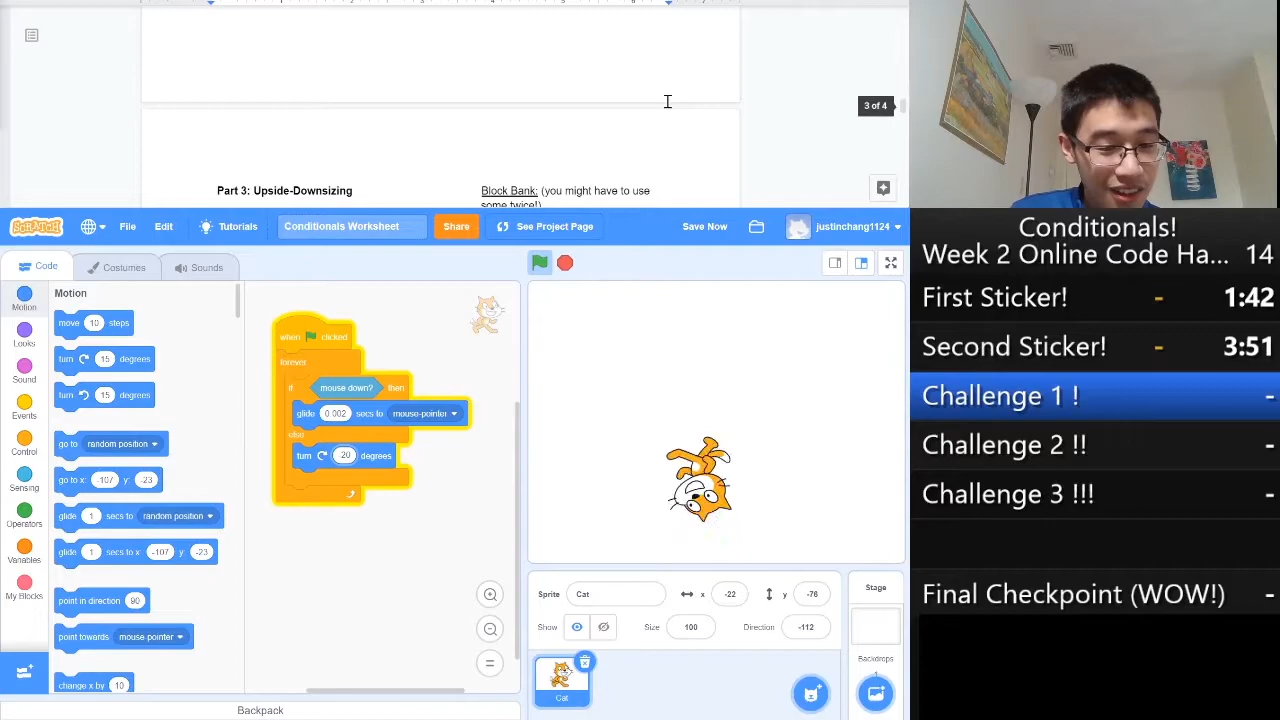 3 of 4
Part 3: Upside-Downsizing
Block Bank: (you might have to use
some twice!)
SCRATCH
File
Edit
Tutorials
Conditionals Worksheet
Share
See Project Page
Save Now
justinchang1124
Code
Costumes
Sounds
Motion
Looks
Sound
Events
Control
Sensing
Operators
Variables
My Blocks
Motion
move 10 steps
turn 15 degrees
turn 15 degrees
go to random position
go to x: -107 y: -23
glide 1 secs to random position
glide 1 secs to x: -107 y: -23
point in direction 90
point towards mouse-pointer
change x by 10
when clicked
forever
if mouse down? then
glide 0.002 secs to mouse-pointer
else
turn 20 degrees
Backpack
Sprite Cat x -22 y -76
Show Size 100 Direction -112
Cat
Stage
Backdrops
1
Conditionals!
Week 2 Online Code Ha... 14
First Sticker! - 1:42
Second Sticker! - 3:51
Challenge 1 ! -
Challenge 2 !! -
Challenge 3 !!! -
Final Checkpoint (WOW!) -